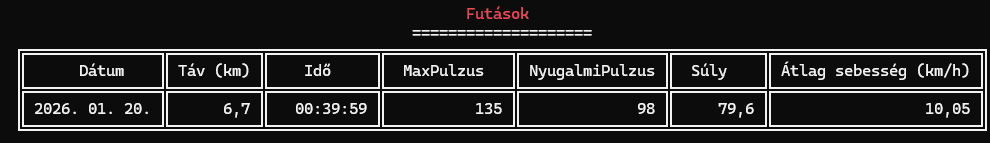 Futások
====================
Dátum Táv (km) Idő MaxPulzus NyugalmiPulzus Súly Átlag sebesség (km/h)
2026. 01. 20. 6,7 00:39:59 135 98 79,6 10,05